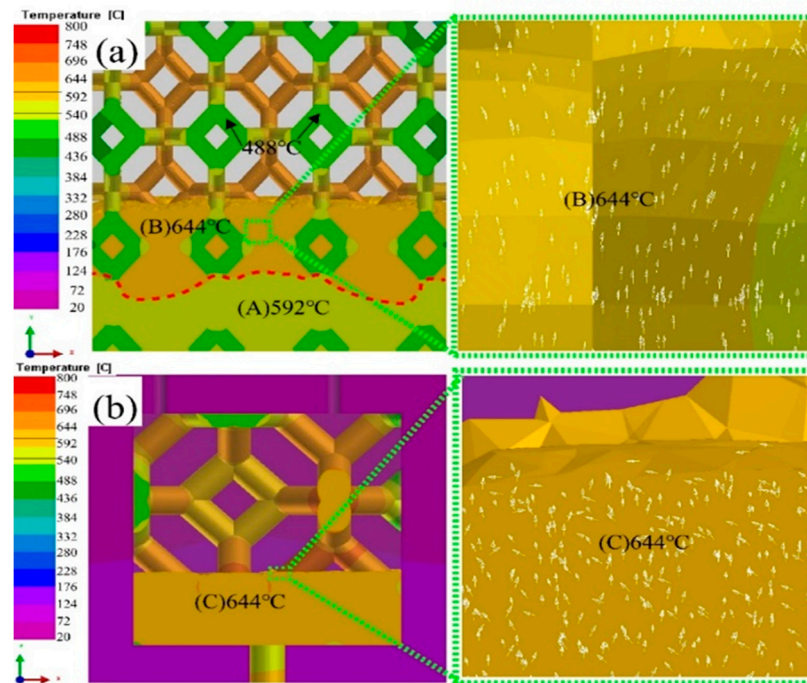 Temperature [C]
800
748
696
644
592
540
488
436
384
332
280
228
176
124
72
20
Y
X
(a)
488℃
(B)644℃
(A)592℃
(B)644℃
Temperature [C]
800
748
696
644
592
540
488
436
384
332
280
228
176
124
72
20
Y
X
(b)
(C)644℃
(C)644℃